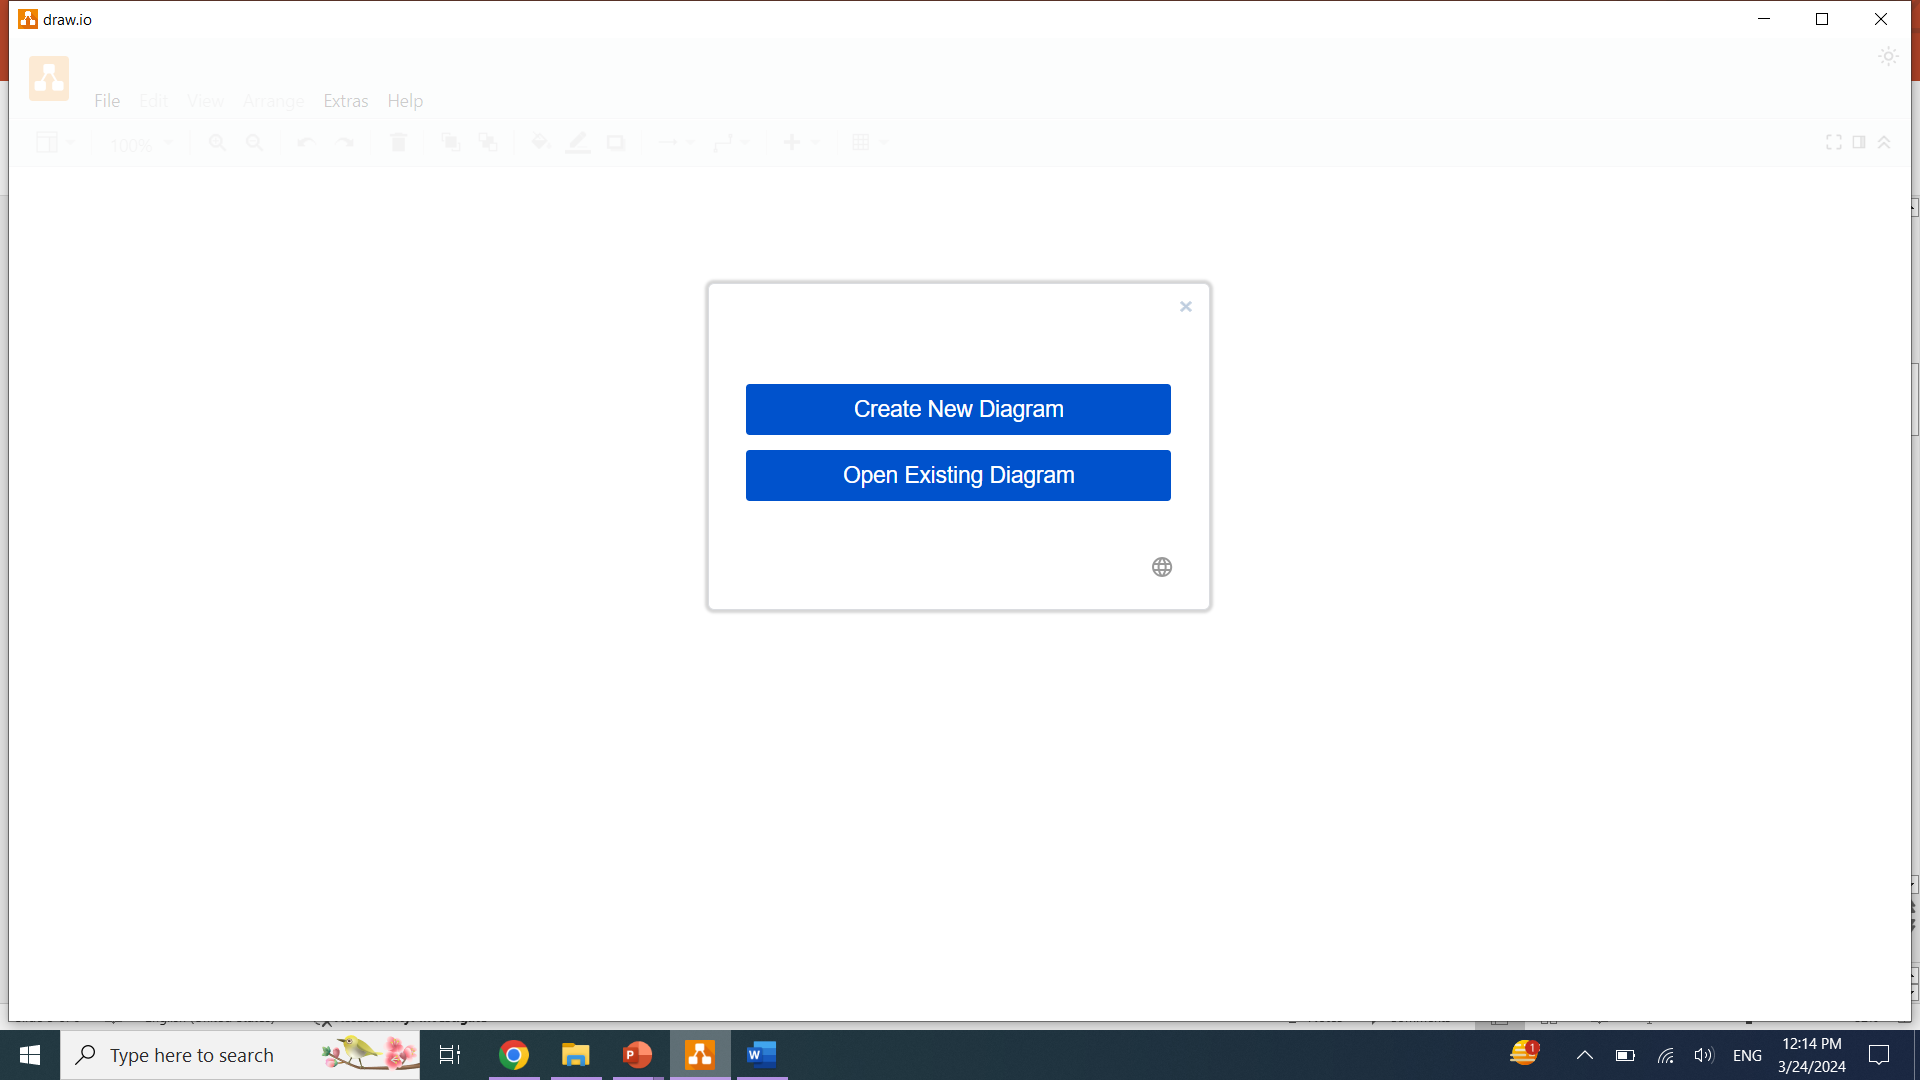 draw.io
File Edit View Arrange Extras Help
100%
Create New Diagram
Open Existing Diagram
Type here to search
P
W
1
ENG
12:14 PM
3/24/2024